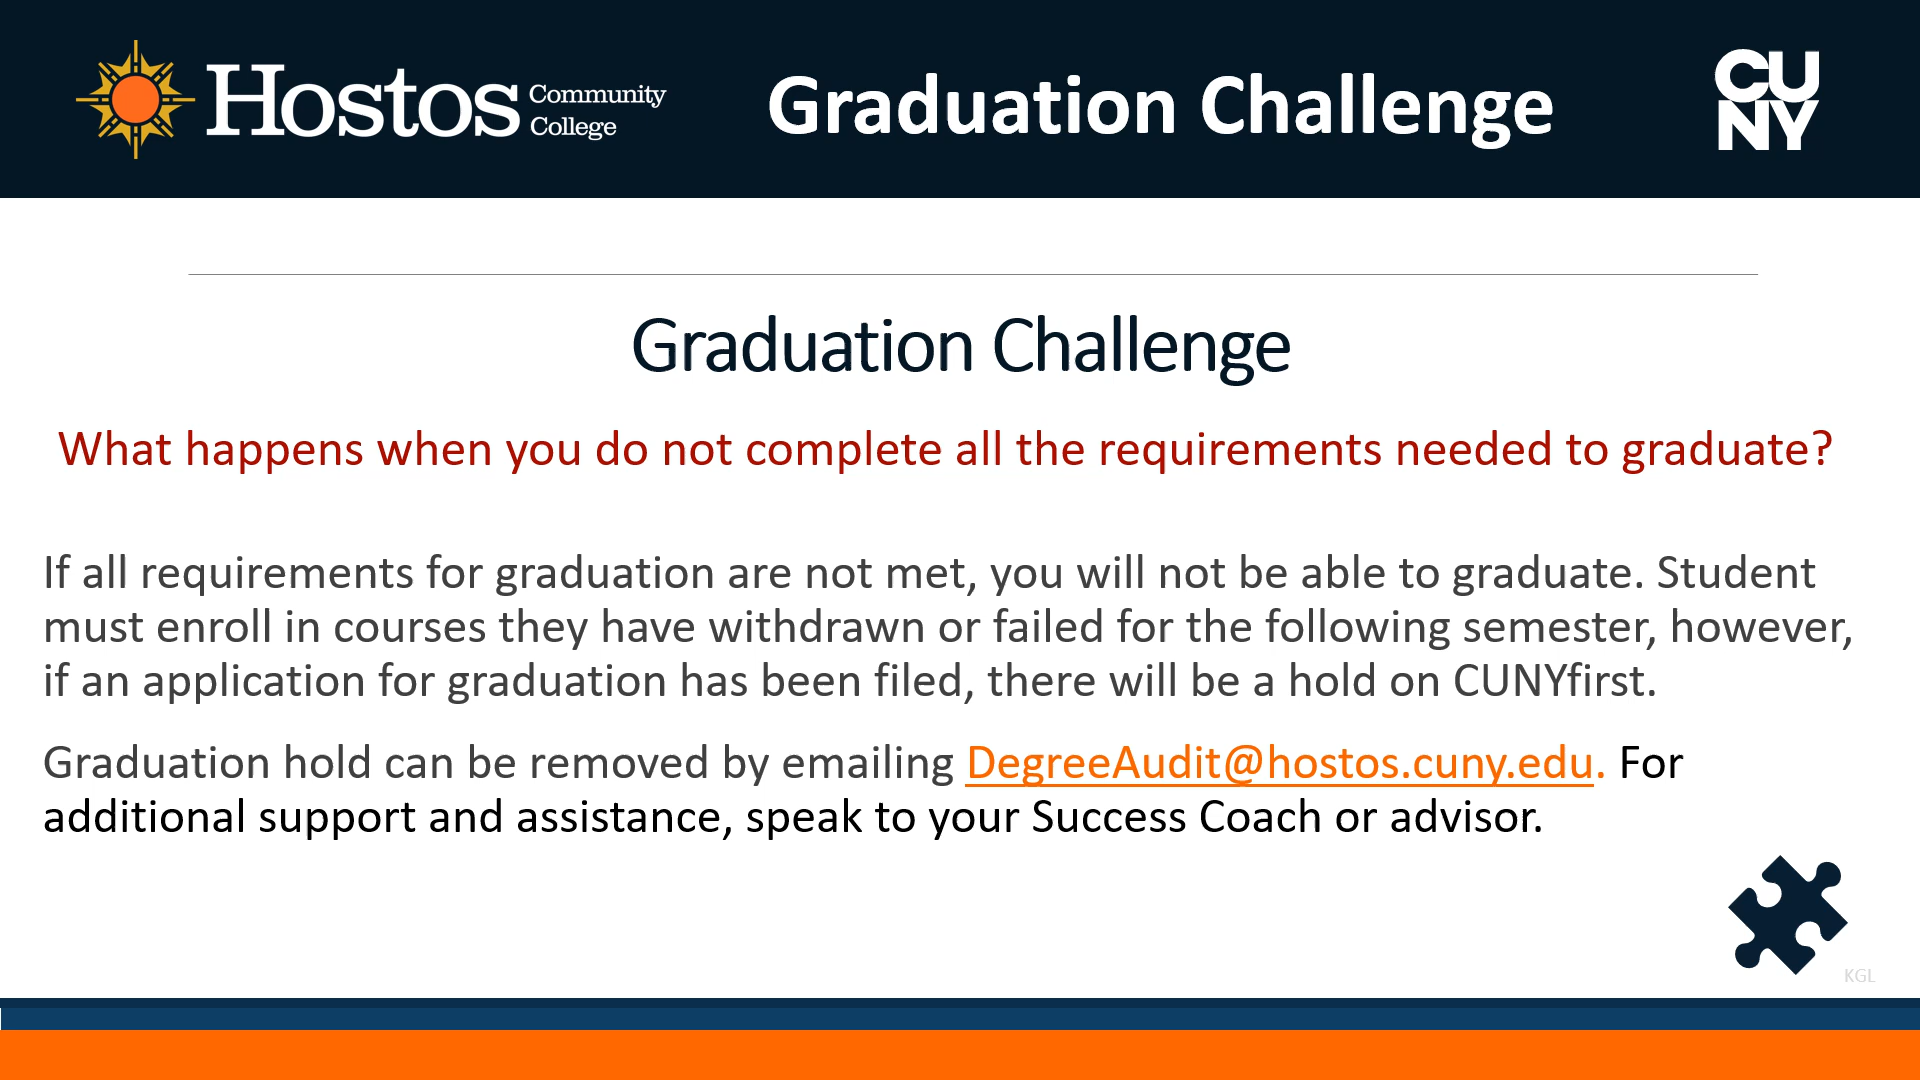 Hostos Community College
Graduation Challenge
CUNY
Graduation Challenge
What happens when you do not complete all the requirements needed to graduate?
If all requirements for graduation are not met, you will not be able to graduate. Student
must enroll in courses they have withdrawn or failed for the following semester, however,
if an application for graduation has been filed, there will be a hold on CUNYfirst.
Graduation hold can be removed by emailing DegreeAudit@hostos.cuny.edu. For
additional support and assistance, speak to your Success Coach or advisor.
KGL